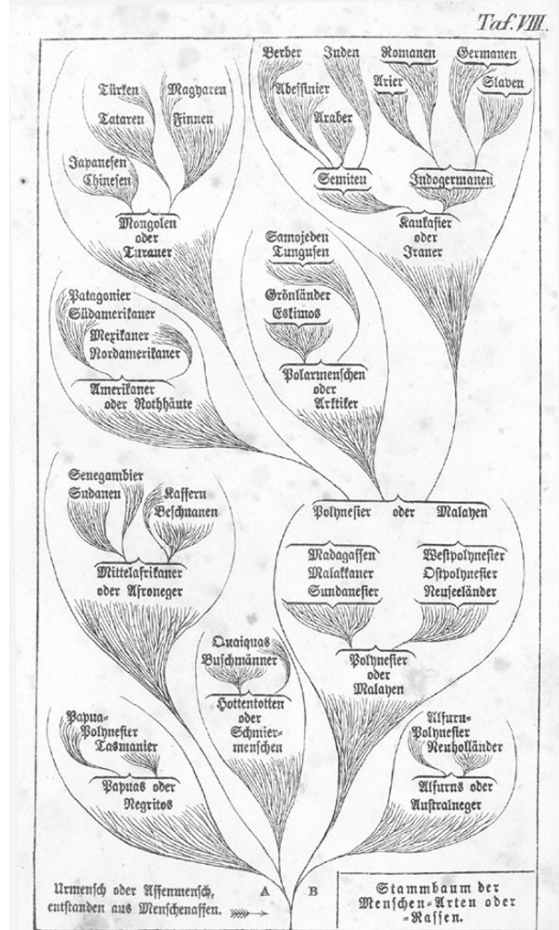 Taf. VIII.
Berber Juden Romanen Germanen
Abessinier Arier Slaven
Araber
Semiten Indogermanen
Kaukasier
oder
Iraner
Türken Magyaren
Tataren Finnen
Japanesen
Chinesen
Mongolen
oder
Turaner
Samojeden
Tungusen
Grönländer
Eskimos
Polarmenschen
oder
Arktiker
Patagonier
Südamerikaner
Mexikaner
Nordamerikaner
Amerikaner
oder Rothhäute
Senegambier
Sudanen Kaffern
Beschuanen
Mittelafrikaner
oder Afroneger
Polynesier oder Malayen
Madagassen Westpolynesier
Malakkaner Ostpolynesier
Sundanesier Neuseeländer
Polynesier
oder
Malayen
Quaiquas
Buschmänner
Hottentotten
oder
Schmier-
menschen
Papua-
Polynesier
Tasmanier
Papuas oder
Negritos
Alfuru-
Polynesier
Neuholländer
Alfurus oder
Australneger
A B
Urmensch oder Affenmensch,
entstanden aus Menschenaffen.
Stammbaum der
Menschen-Arten oder
-Rassen.